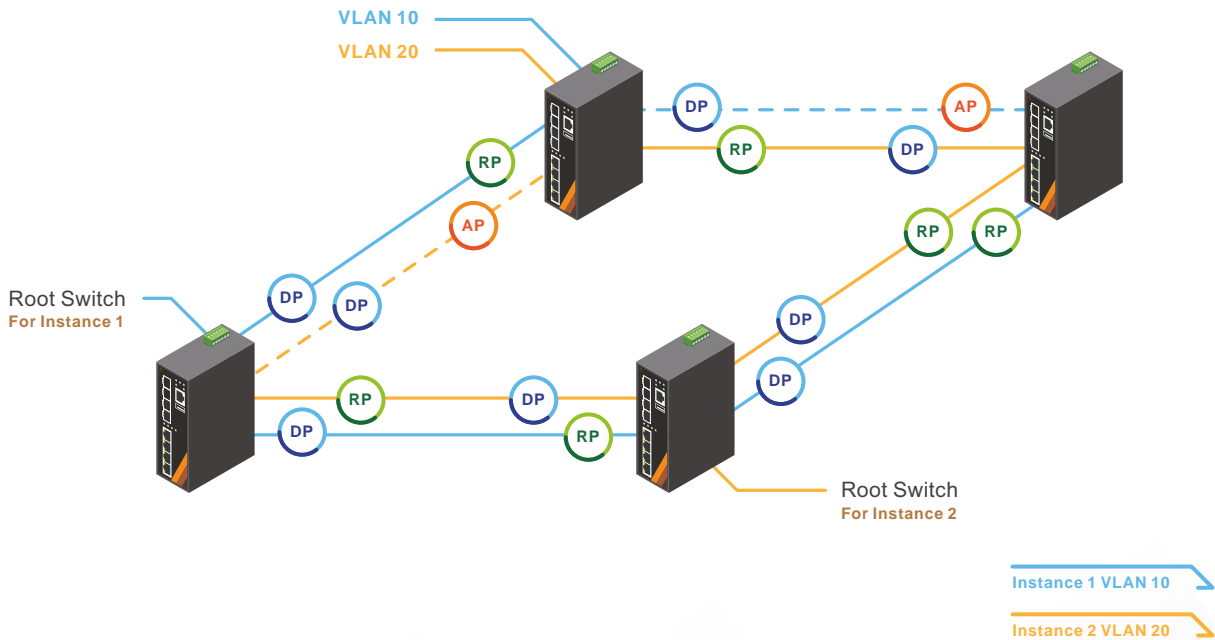 VLAN 10
VLAN 20
DP
AP
RP
DP
RP
AP
RP
RP
DP
DP
Root Switch
For Instance 1
DP
DP
RP
DP
DP
RP
Root Switch
For Instance 2
Instance 1 VLAN 10
Instance 2 VLAN 20